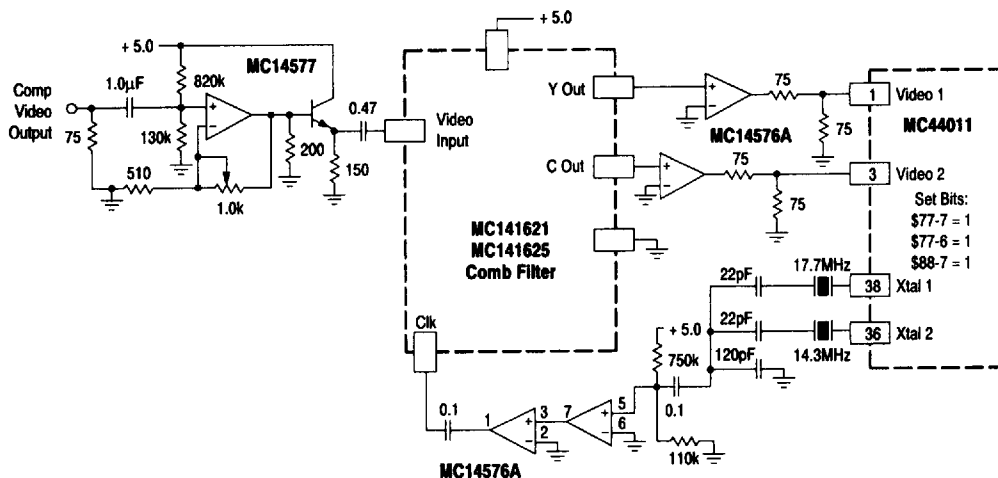 + 5.0
+ 5.0
MC14577
Comp
Video
Output
1.0µF
820k
+
−
0.47
Video
Input
75
130k
200
150
510
1.0k
Y Out
+
−
75
1
Video 1
MC44011
MC14576A
75
C Out
+
−
75
3
Video 2
75
Set Bits:
$77-7 = 1
$77-6 = 1
$88-7 = 1
MC141621
MC141625
Comb Filter
22pF
17.7MHz
38
Xtal 1
Clk
+ 5.0
22pF
36
Xtal 2
750k
120pF
14.3MHz
0.1
1
3
+
−
2
7
5
+
−
6
0.1
110k
MC14576A